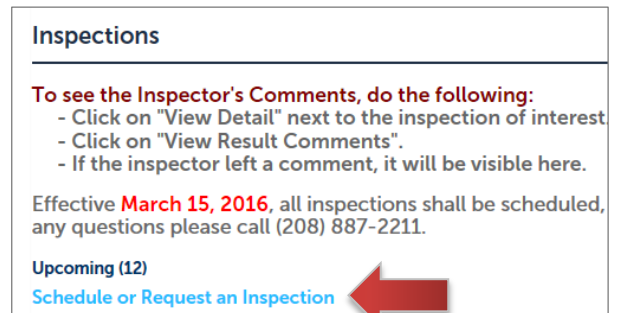 Inspections
To see the Inspector's Comments, do the following:
- Click on "View Detail" next to the inspection of interest.
- Click on "View Result Comments".
- If the inspector left a comment, it will be visible here.
Effective March 15, 2016, all inspections shall be scheduled,
any questions please call (208) 887-2211.
Upcoming (12)
Schedule or Request an Inspection